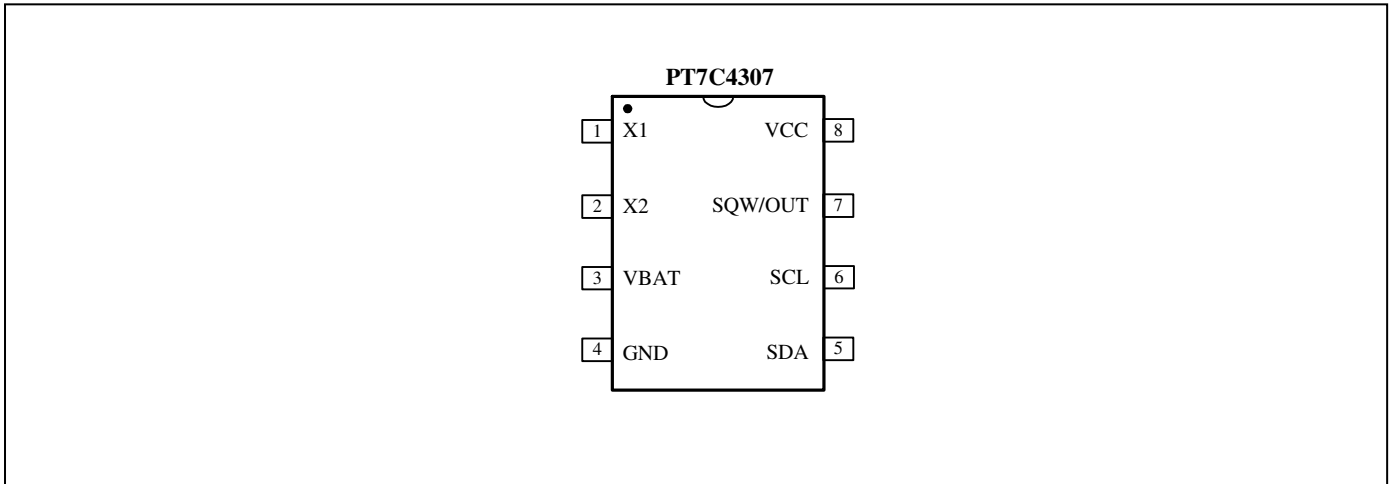 PT7C4307
1 X1 VCC 8
2 X2 SQW/OUT 7
3 VBAT SCL 6
4 GND SDA 5